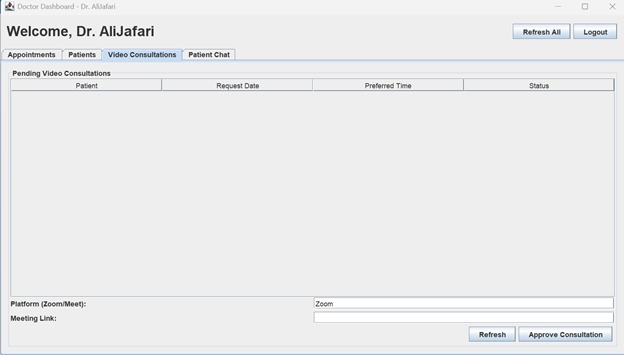 Doctor Dashboard - Dr. AliJafari
Welcome, Dr. AliJafari
Refresh All Logout
Appointments Patients Video Consultations Patient Chat
Pending Video Consultations
Patient Request Date Preferred Time Status
Platform (Zoom/Meet): Zoom
Meeting Link:
Refresh Approve Consultation